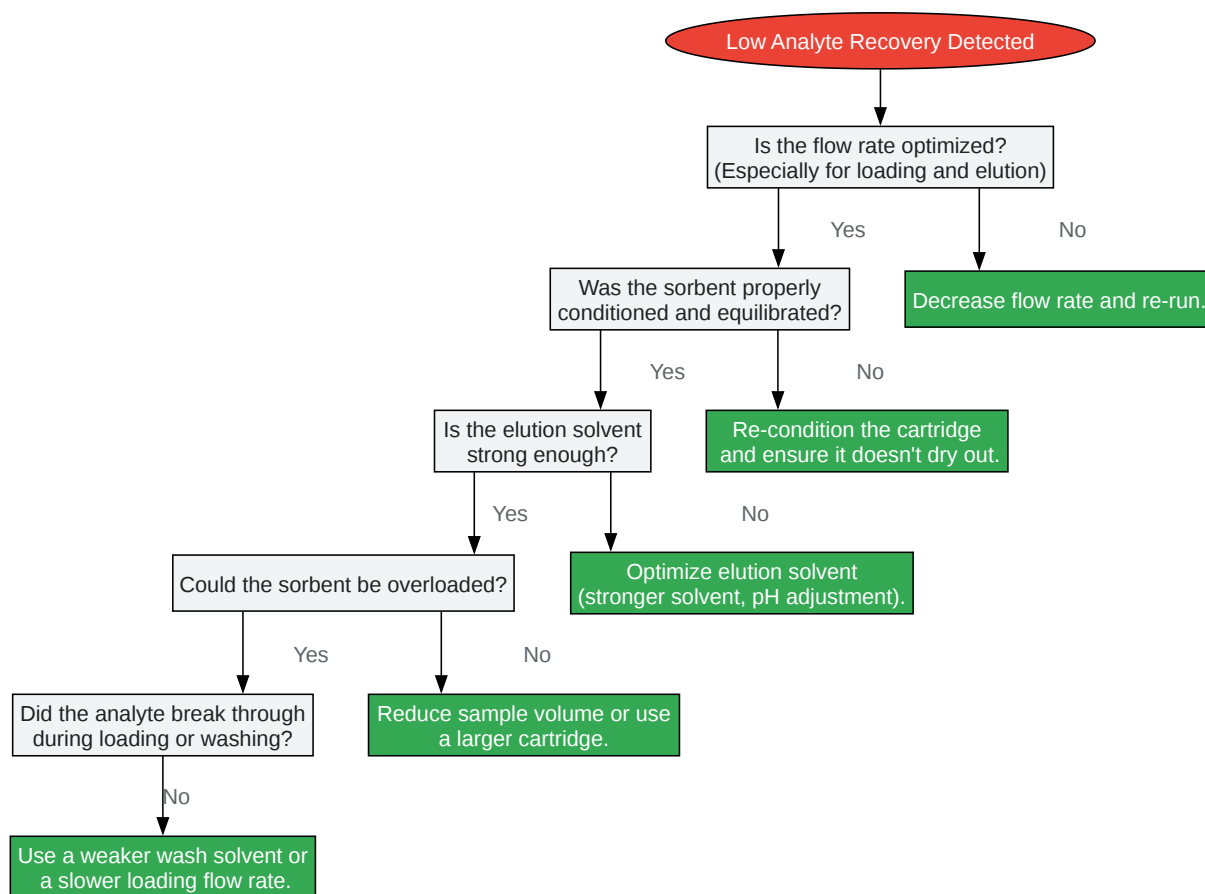 Low Analyte Recovery Detected
Is the flow rate optimized?
(Especially for loading and elution)
Yes
No
Was the sorbent properly
conditioned and equilibrated?
Decrease flow rate and re-run.
Yes
No
Is the elution solvent
strong enough?
Re-condition the cartridge
and ensure it doesn't dry out.
Yes
No
Could the sorbent be overloaded?
Optimize elution solvent
(stronger solvent, pH adjustment).
Yes
No
Did the analyte break through
during loading or washing?
Reduce sample volume or use
a larger cartridge.
No
Use a weaker wash solvent or
a slower loading flow rate.